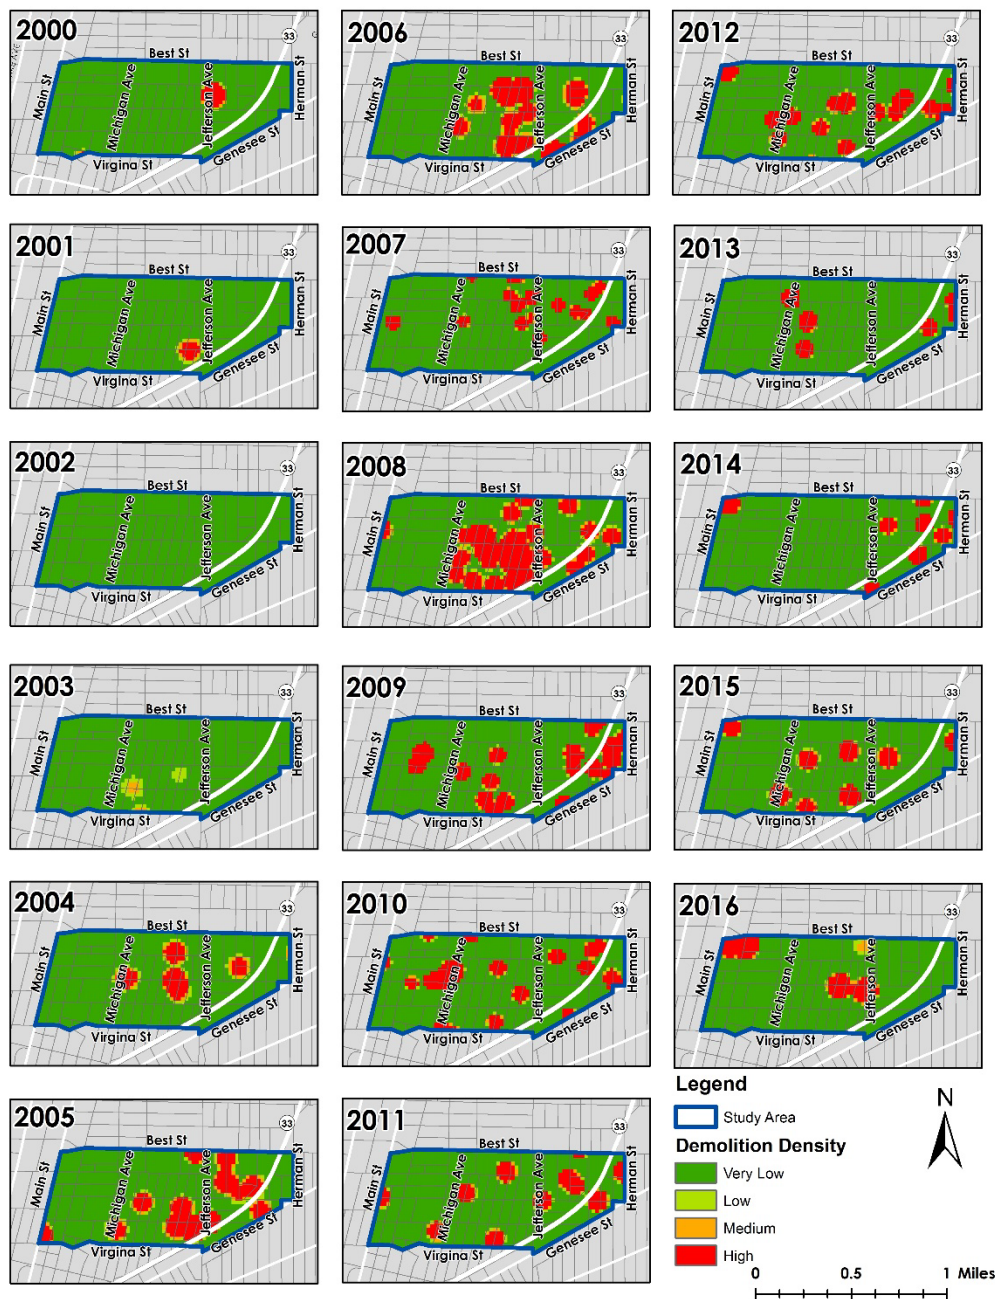 2000
33
Best St
Main St
Michigan Ave
Jefferson Ave
Herman St
Virgina St
Genesee St
2006
33
Best St
Main St
Michigan Ave
Jefferson Ave
Herman St
Virgina St
Genesee St
2012
33
Best St
Main St
Michigan Ave
Jefferson Ave
Herman St
Virgina St
Genesee St
2001
33
Best St
Main St
Michigan Ave
Jefferson Ave
Herman St
Virgina St
Genesee St
2007
33
Best St
Main St
Michigan Ave
Jefferson Ave
Herman St
Virgina St
Genesee St
2013
33
Best St
Main St
Michigan Ave
Jefferson Ave
Herman St
Virgina St
Genesee St
2002
33
Best St
Main St
Michigan Ave
Jefferson Ave
Herman St
Virgina St
Genesee St
2008
33
Best St
Main St
Michigan Ave
Jefferson Ave
Herman St
Virgina St
Genesee St
2014
33
Best St
Main St
Michigan Ave
Jefferson Ave
Herman St
Virgina St
Genesee St
2003
33
Best St
Main St
Michigan Ave
Jefferson Ave
Herman St
Virgina St
Genesee St
2009
33
Best St
Main St
Michigan Ave
Jefferson Ave
Herman St
Virgina St
Genesee St
2015
33
Best St
Main St
Michigan Ave
Jefferson Ave
Herman St
Virgina St
Genesee St
2004
33
Best St
Main St
Michigan Ave
Jefferson Ave
Herman St
Virgina St
Genesee St
2010
33
Best St
Main St
Michigan Ave
Jefferson Ave
Herman St
Virgina St
Genesee St
2016
33
Best St
Main St
Michigan Ave
Jefferson Ave
Herman St
Virgina St
Genesee St
2005
33
Best St
Main St
Michigan Ave
Jefferson Ave
Herman St
Virgina St
Genesee St
2011
33
Best St
Main St
Michigan Ave
Jefferson Ave
Herman St
Virgina St
Genesee St
Legend
Study Area
Demolition Density
Very Low
Low
Medium
High
N
0 0.5 1 Miles